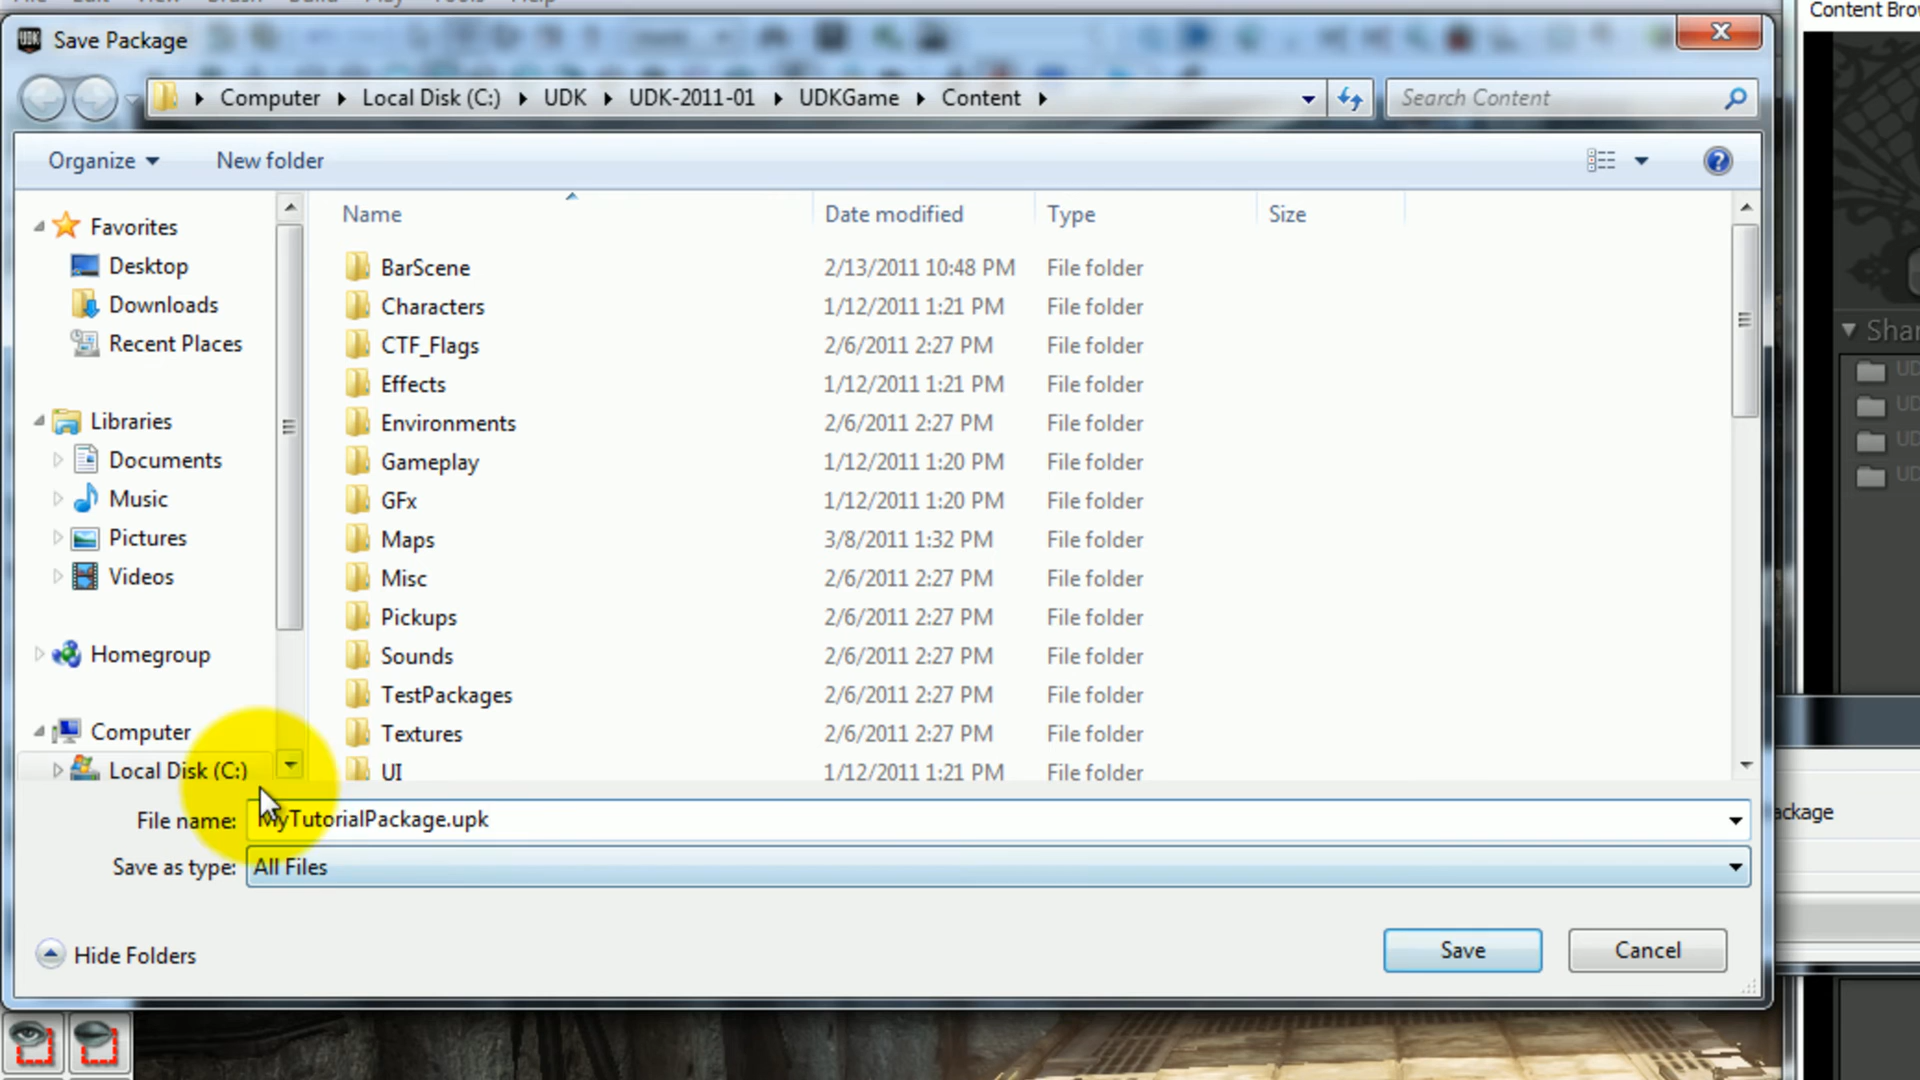 Save Package
Content Brow
Computer Local Disk (C:) UDK UDK-2011-01 UDKGame Content
Search Content
Organize New folder
Name Date modified Type Size
Favorites
Desktop
Downloads
Recent Places
Libraries
Documents
Music
Pictures
Videos
Homegroup
Computer
Local Disk (C:)
BarScene 2/13/2011 10:48 PM File folder
Characters 1/12/2011 1:21 PM File folder
CTF_Flags 2/6/2011 2:27 PM File folder
Effects 1/12/2011 1:21 PM File folder
Environments 2/6/2011 2:27 PM File folder
Gameplay 1/12/2011 1:20 PM File folder
GFx 1/12/2011 1:20 PM File folder
Maps 3/8/2011 1:32 PM File folder
Misc 2/6/2011 2:27 PM File folder
Pickups 2/6/2011 2:27 PM File folder
Sounds 2/6/2011 2:27 PM File folder
TestPackages 2/6/2011 2:27 PM File folder
Textures 2/6/2011 2:27 PM File folder
UI 1/12/2011 1:21 PM File folder
Shar
UD
UD
UD
UD
File name: MyTutorialPackage.upk
ackage
Save as type: All Files
Hide Folders
Save Cancel